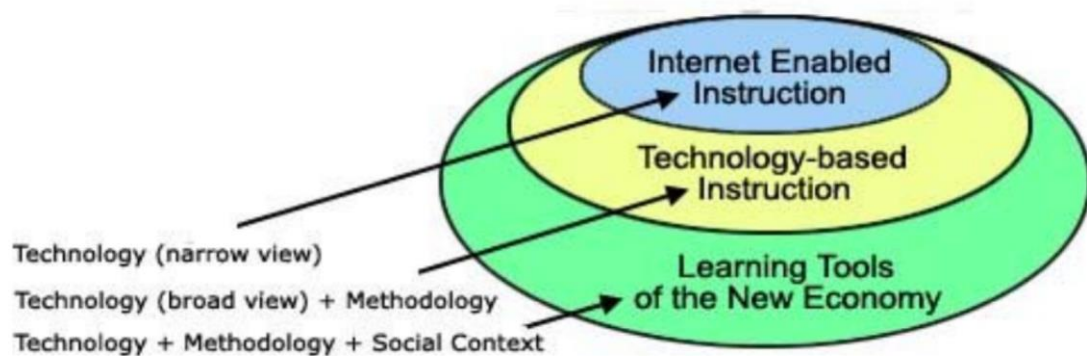 Internet Enabled
Instruction
Technology-based
Instruction
Learning Tools
of the New Economy
Technology (narrow view)
Technology (broad view) + Methodology
Technology + Methodology + Social Context